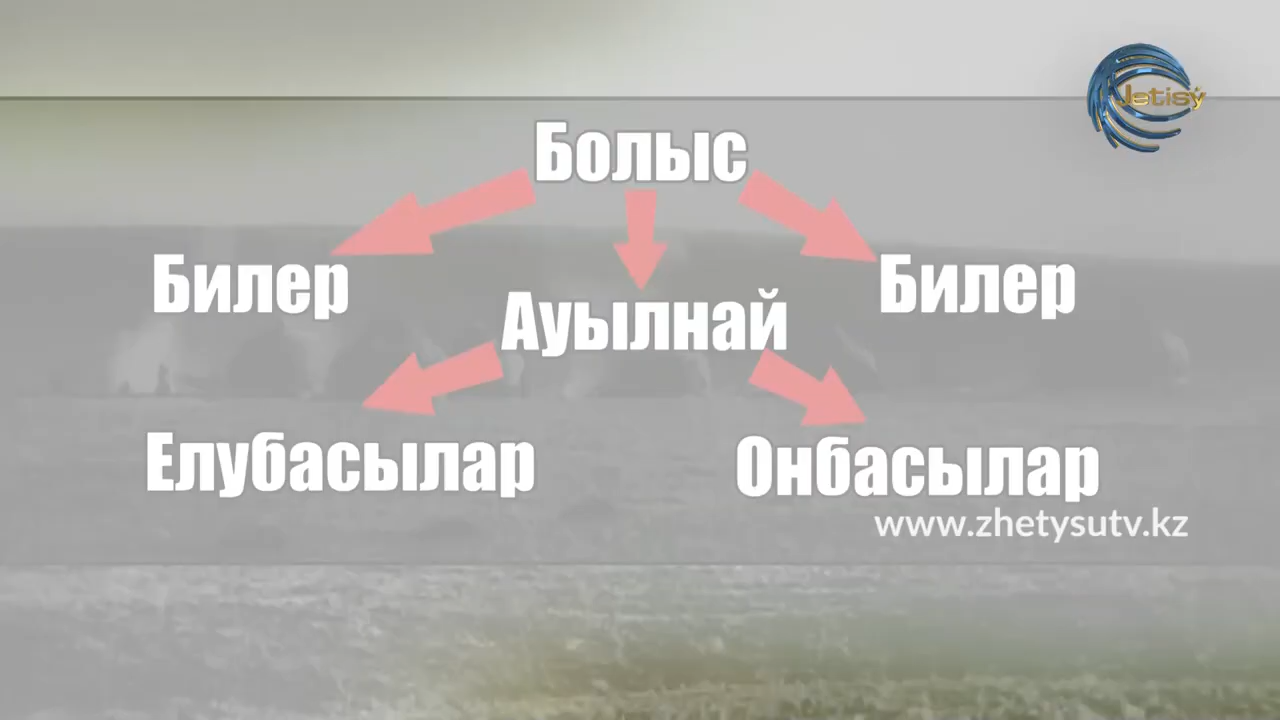 Jetisý
Болыс
Билер
Билер
Ауылнай
Елубасылар
Онбасылар
www.zhetysutv.kz